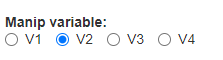 Manip variable:
V1 V2 V3 V4